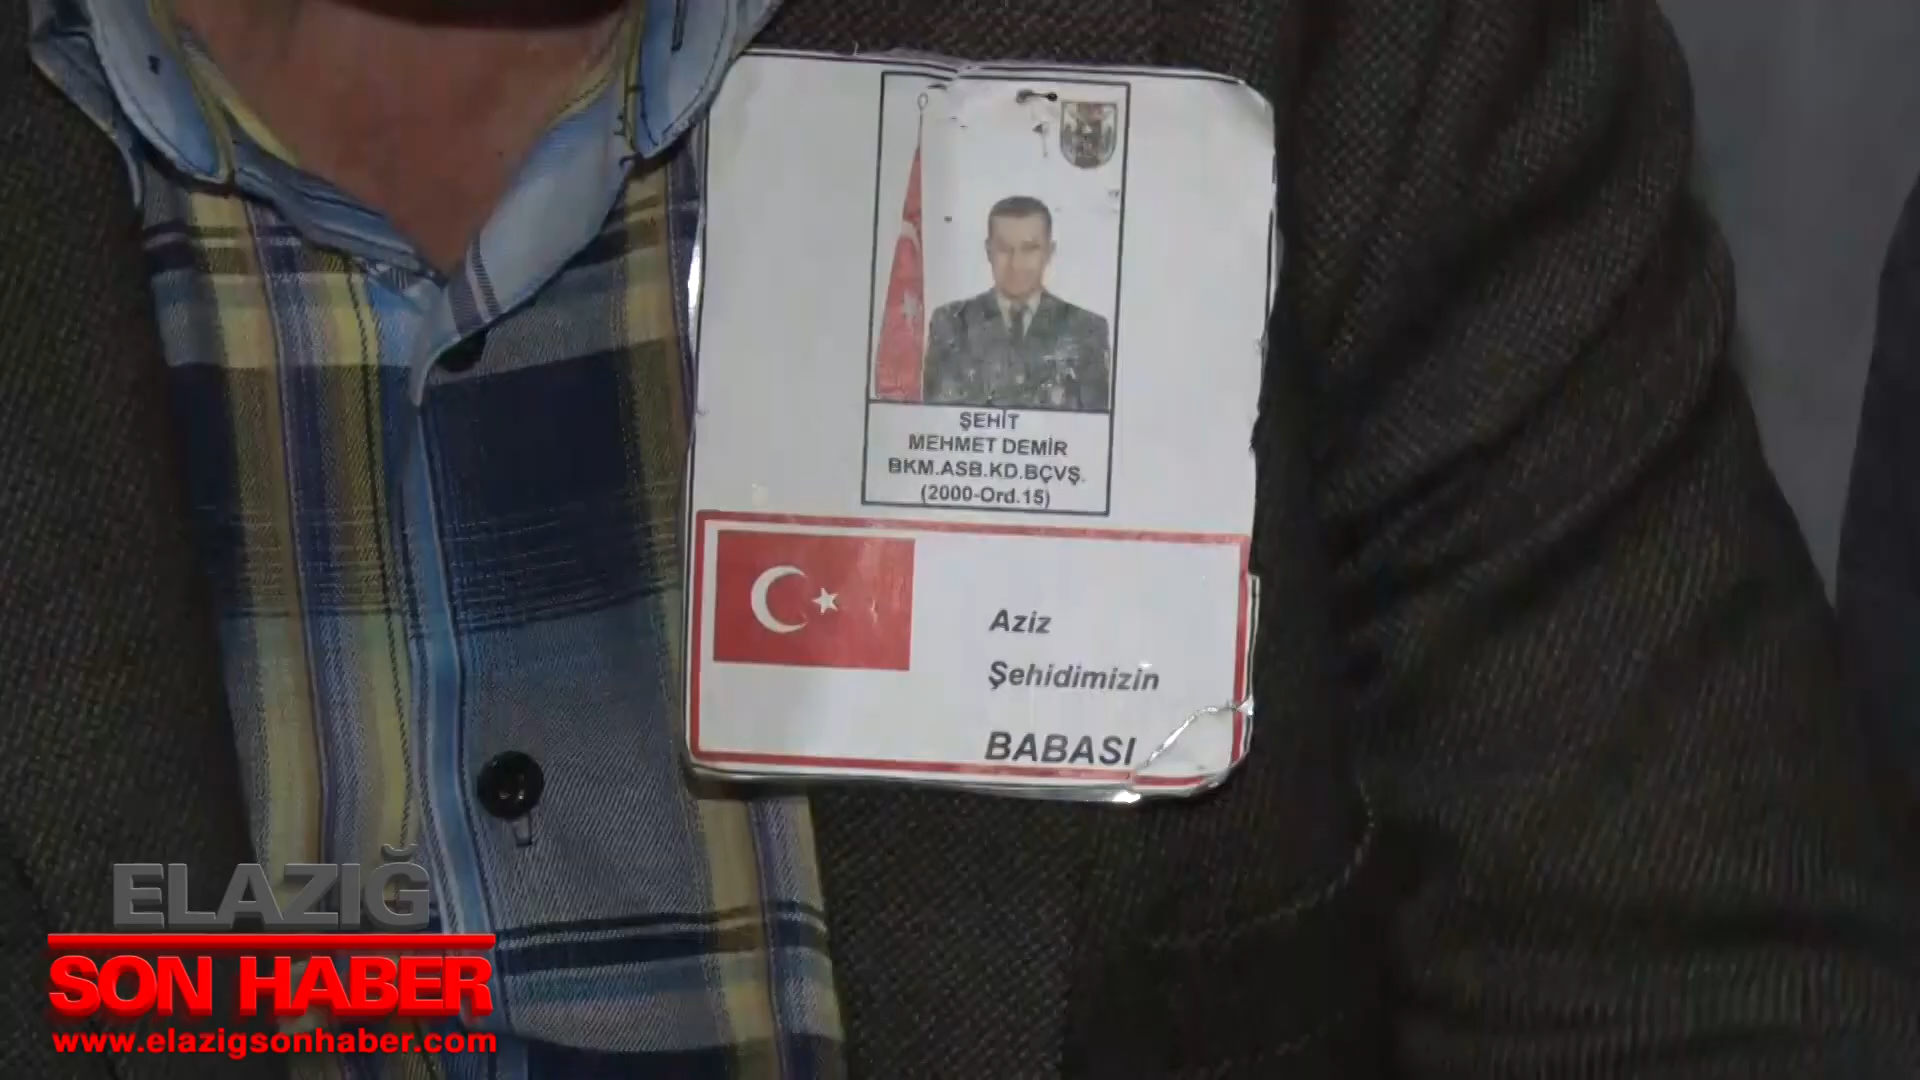 ŞEHİT
MEHMET DEMİR
BKM.ASB.KD.BÇVŞ.
(2000-Ord.15)
Aziz
Şehidimizin
BABASI
ELAZIĞ
SON HABER
www.elazigsonhaber.com